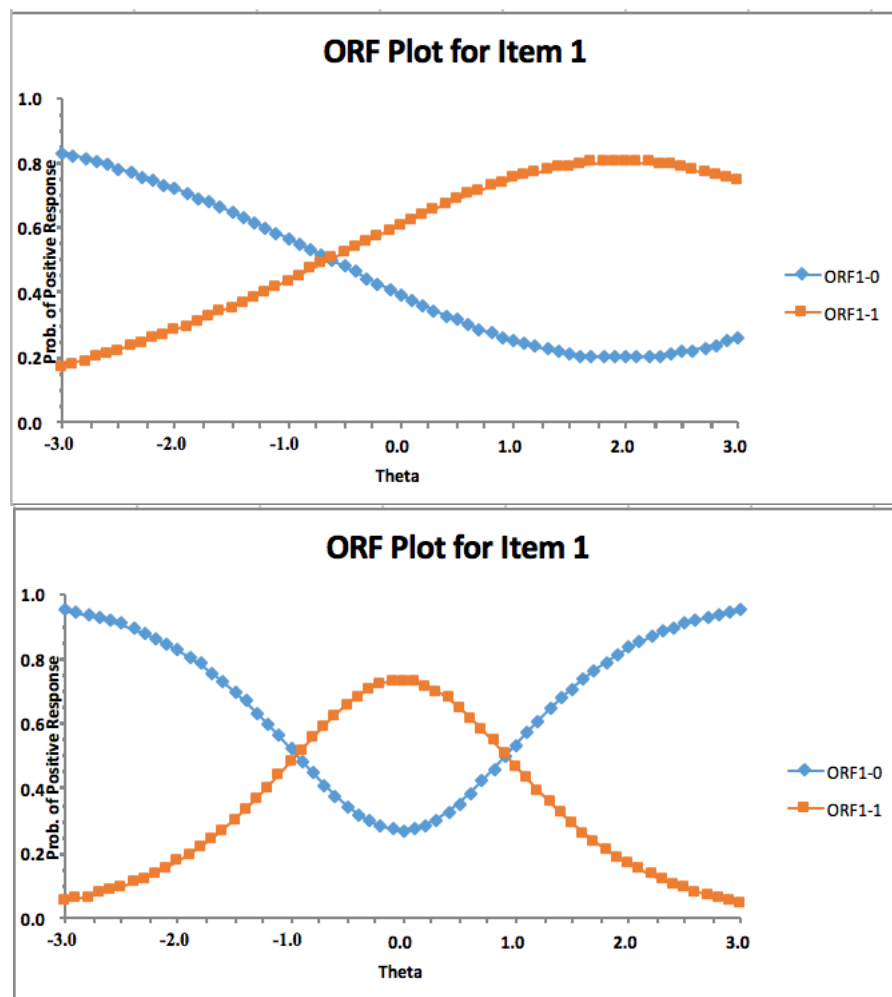 ORF Plot for Item 1
Prob. of Positive Response
1.0
0.8
0.6
0.4
0.2
0.0
-3.0 -2.0 -1.0 0.0 1.0 2.0 3.0
Theta
ORF1-0
ORF1-1
ORF Plot for Item 1
Prob. of Positive Response
1.0
0.8
0.6
0.4
0.2
0.0
-3.0 -2.0 -1.0 0.0 1.0 2.0 3.0
Theta
ORF1-0
ORF1-1